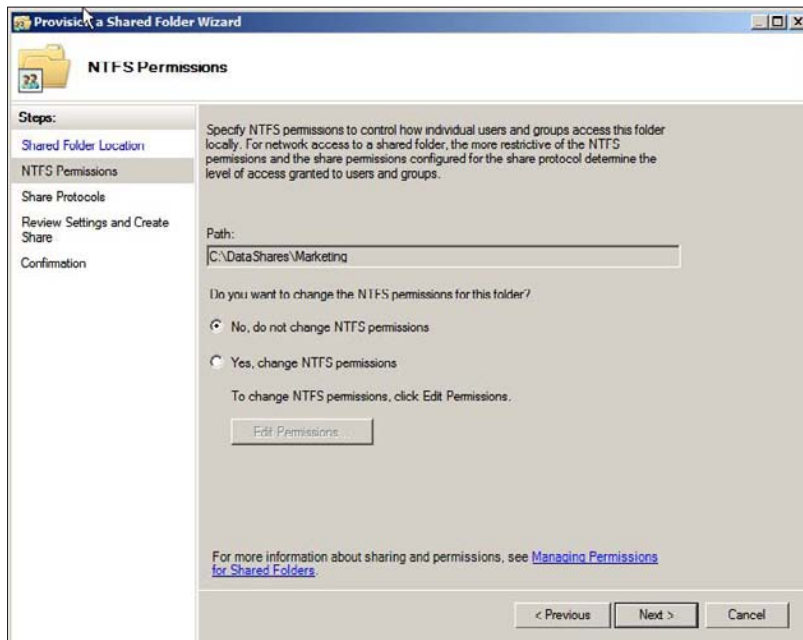 Provision a Shared Folder Wizard
NTFS Permissions
Steps:
Shared Folder Location
NTFS Permissions
Share Protocols
Review Settings and Create
Share
Confirmation
Specify NTFS permissions to control how individual users and groups access this folder
locally. For network access to a shared folder, the more restrictive of the NTFS
permissions and the share permissions configured for the share protocol determine the
level of access granted to users and groups.
Path:
C:\DataShares\Marketing
Do you want to change the NTFS permissions for this folder?
No, do not change NTFS permissions
Yes, change NTFS permissions
To change NTFS permissions, click Edit Permissions.
Edit Permissions...
For more information about sharing and permissions, see Managing Permissions
for Shared Folders.
< Previous
Next >
Cancel